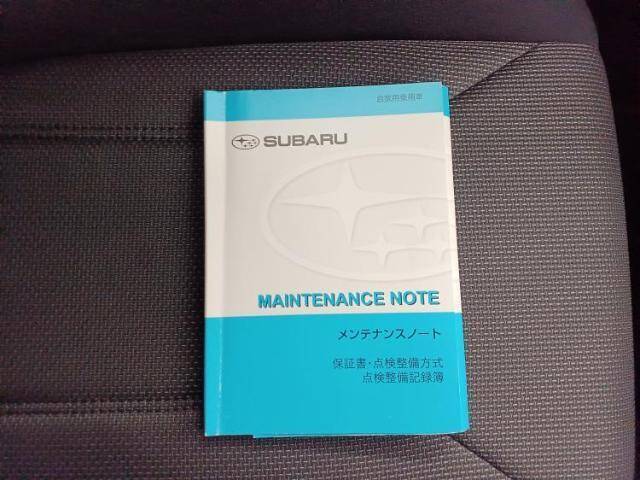 自家用乗用車
SUBARU
MAINTENANCE NOTE
メンテナンスノート
保証書・点検整備方式
点検整備記録簿